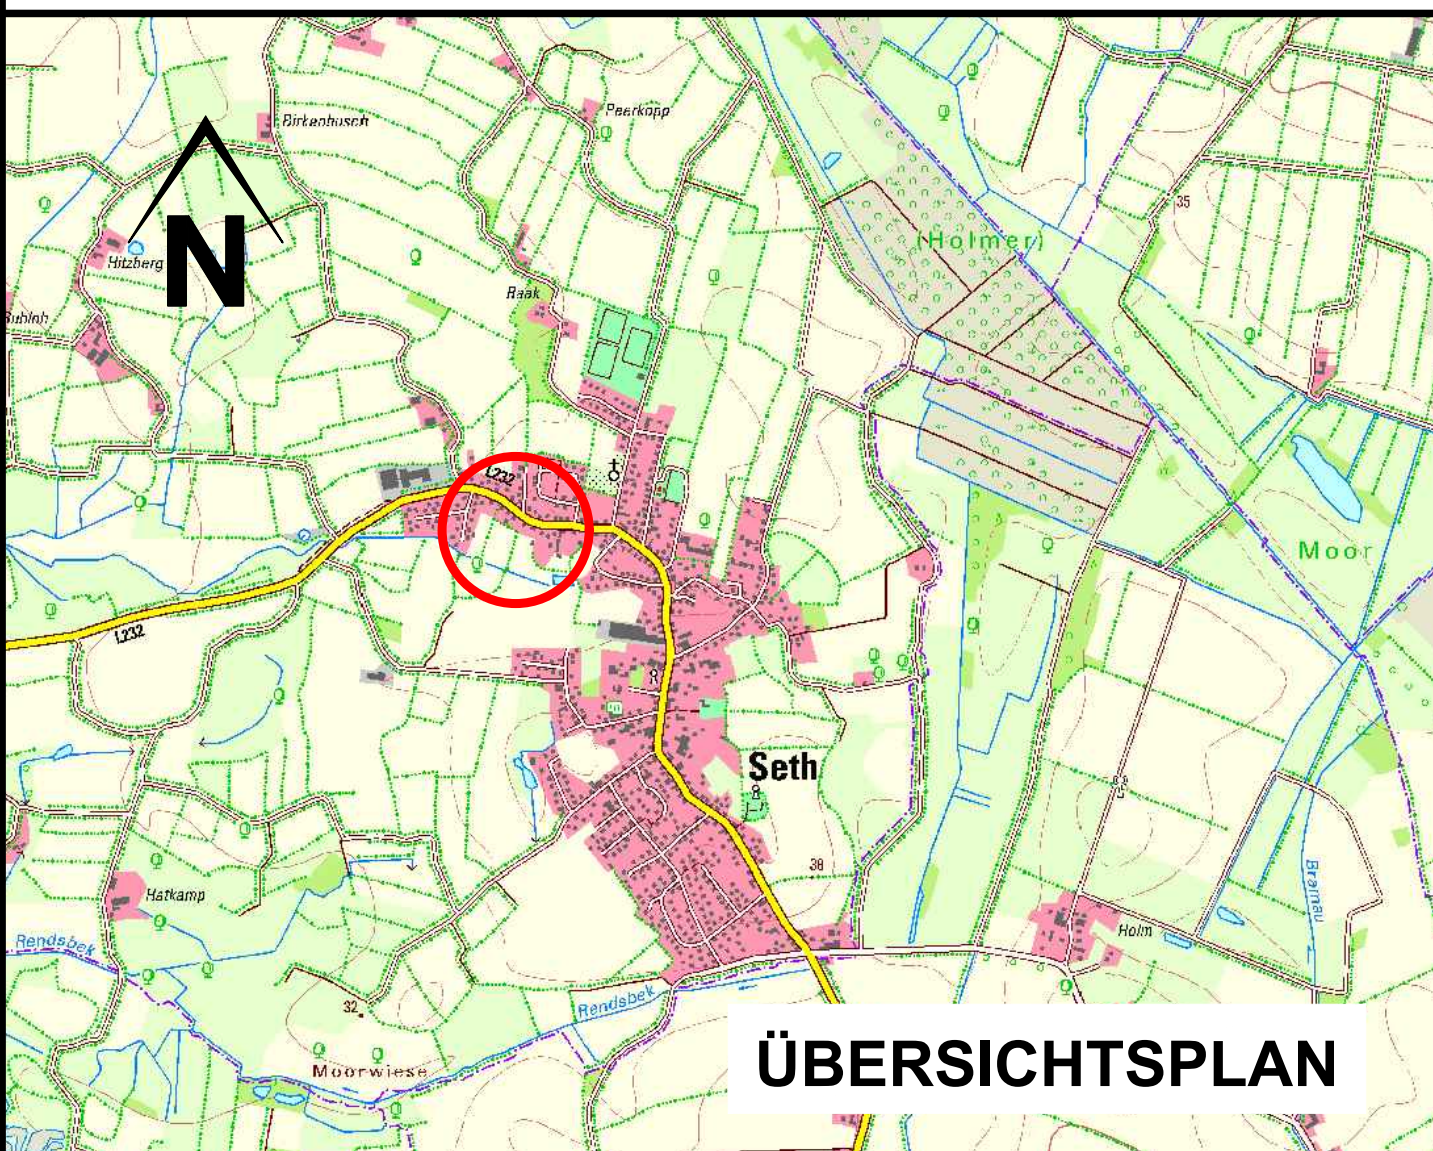 Birkenbusch
Peerkopp
35
N
(Holmer)
Hitzberg
Raak
L232
Moor
L232
Seth
38
Hatkamp
Bramau
Holm
Rendsbek
Rendsbek
32
Moorwiese
ÜBERSICHTSPLAN